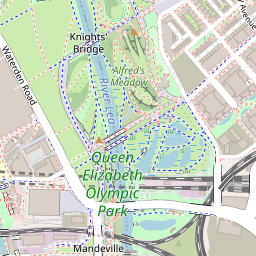 Knights'
Bridge
Waterden Road
Alfred's
Meadow
River Lea
Avenue
Queen
Elizabeth
Olympic
Park
Mandeville